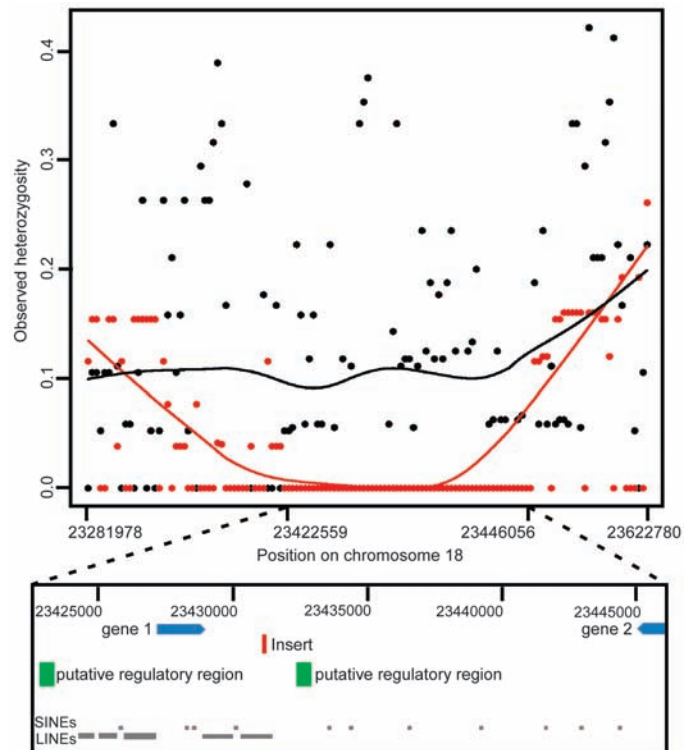 0.4
0.3
0.2
0.1
0.0
Observed heterozygosity
23281978 23422559 23446056 23622780
Position on chromosome 18
23425000 23430000 23435000 23440000 23445000
gene 1 gene 2
Insert
putative regulatory region putative regulatory region
SINEs
LINEs